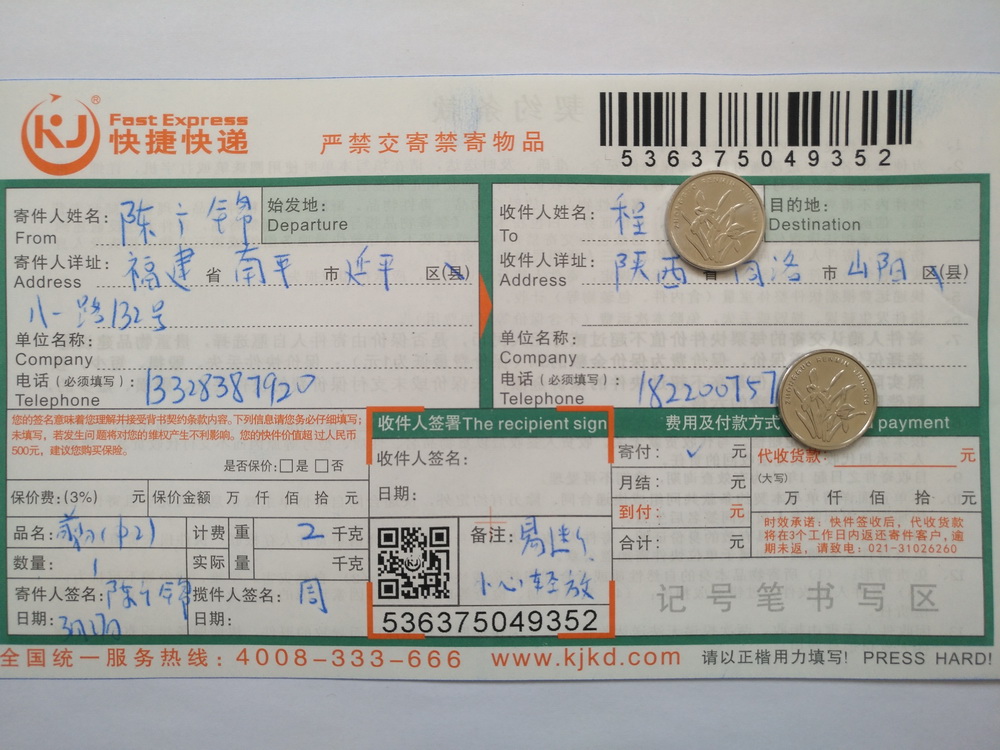 KJ® Fast Express
快捷快递
严禁交寄禁寄物品
536375049352
寄件人姓名: 陈广锦
From
始发地:
Departure
寄件人详址: 福建 省 南平 市 延平 区(县)
Address
八一路132号
单位名称:
Company
电话(必须填写): 13328387920
Telephone
收件人姓名: 程
To
目的地:
Destination
收件人详址: 陕西 省 商洛 市 山阳 区(县)
Address
单位名称:
Company
电话(必须填写): 1822007571
Telephone
您的签名意味着您理解并接受背书契约条款内容。下列信息请您务必仔细填写;
未填写,若发生问题将对您的维权产生不利影响。您的快件价值超过人民币
500元,建议您购买保险。
是否保价: □是 □否
保价费:(3%) 元 保价金额 万 仟 佰 拾 元
品名: 计费 重 2 千克
数量: 1 实际 量 千克
寄件人签名: 陈广锦 揽件人签名: 周
日期: 日期:
收件人签署 The recipient sign
收件人签名:
日期:
备注: 易碎
小心轻放
536375049352
费用及付款方式 payment
寄付: ✓ 元
月结: 元
到付: 元
合计: 元
代收货款: 元
(大写)
万 仟 佰 拾 元
时效承诺: 快件签收后,代收货款
将在3个工作日内返还寄件客户,逾
期未返,请致电: 021-31026260
记号笔书写区
全国统一服务热线: 4008-333-666 www.kjkd.com 请以正楷用力填写! PRESS HARD!